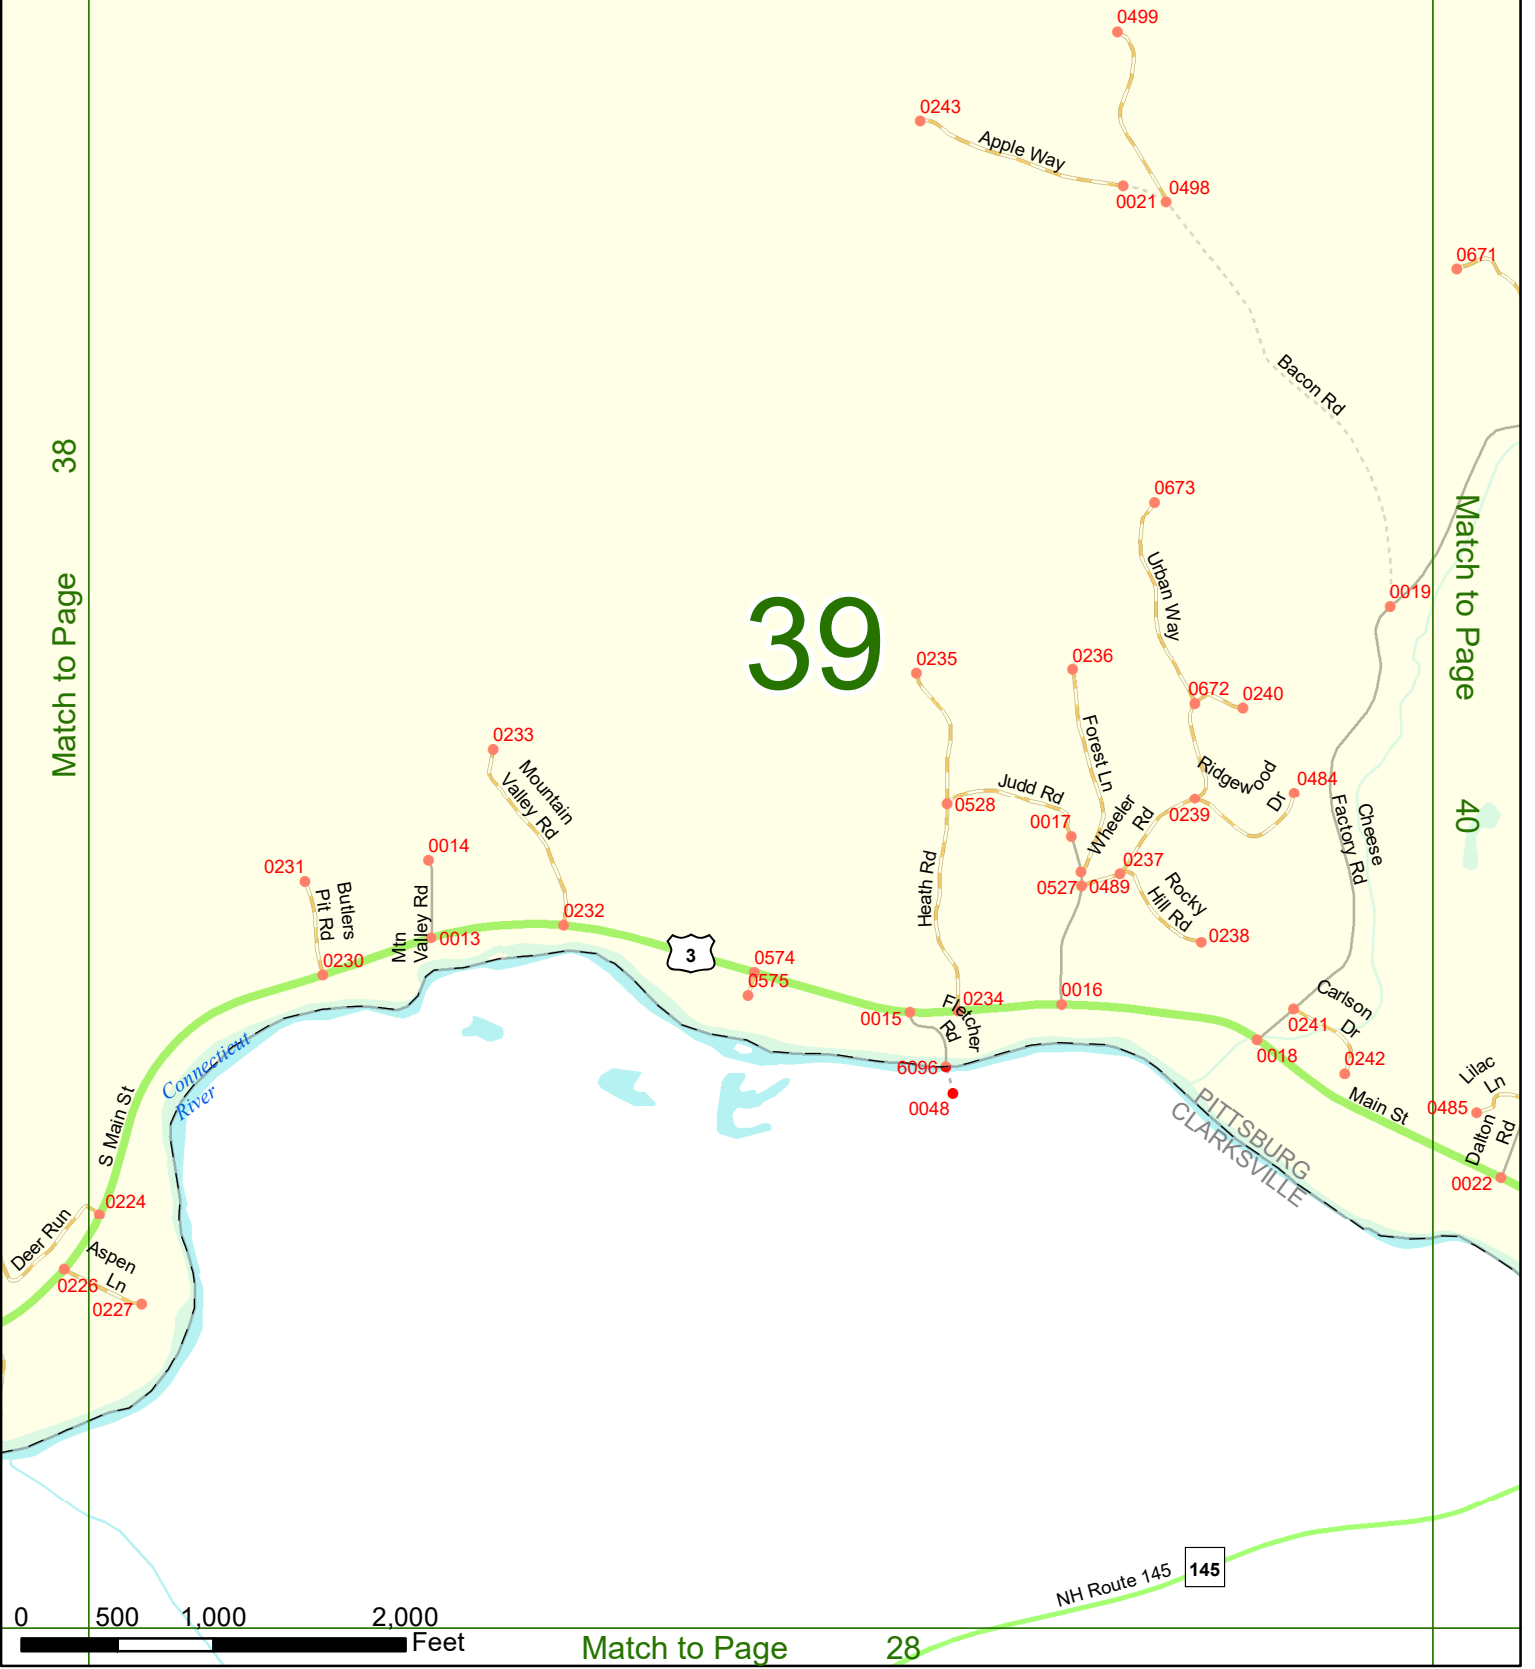 0499
0243
Apple Way
0021
0498
0671
Bacon Rd
38
Match to Page
Match to Page
40
0673
Urban Way
0019
39
0235
0236
0672
0240
0233
Mountain
Valley Rd
Forest Ln
Judd Rd
0528
0017
Wheeler
Rd
Ridgewood
Dr
0484
0239
Cheese
Factory Rd
0014
0231
Butlers
Pit Rd
Mtn
Valley Rd
0013
0232
0230
Heath Rd
0527
0489
0237
Rocky
Hill Rd
0238
3
0574
0575
0015
0234
Fletcher
Rd
0016
Carlson
Dr
0241
0018
0242
6096
0048
Connecticut
River
S Main St
Lilac
Ln
0485
Main St
Dalton
Rd
0022
PITTSBURG
CLARKSVILLE
0224
Deer Run
Aspen
Ln
0226
0227
NH Route 145
145
0 500 1,000 2,000
Feet
Match to Page 28